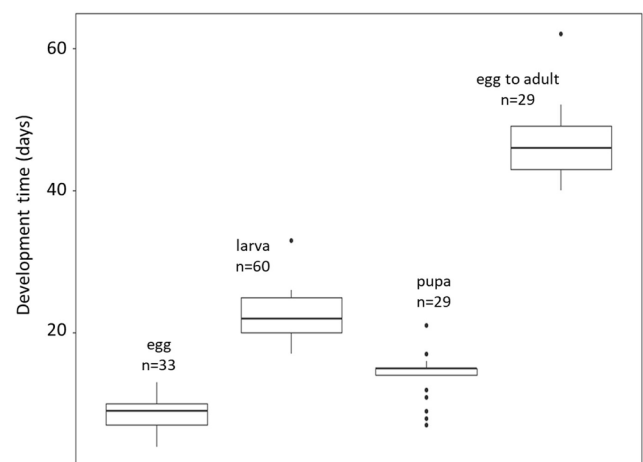 60
egg to adult
n=29
40
Development time (days)
larva
n=60
pupa
n=29
20
egg
n=33